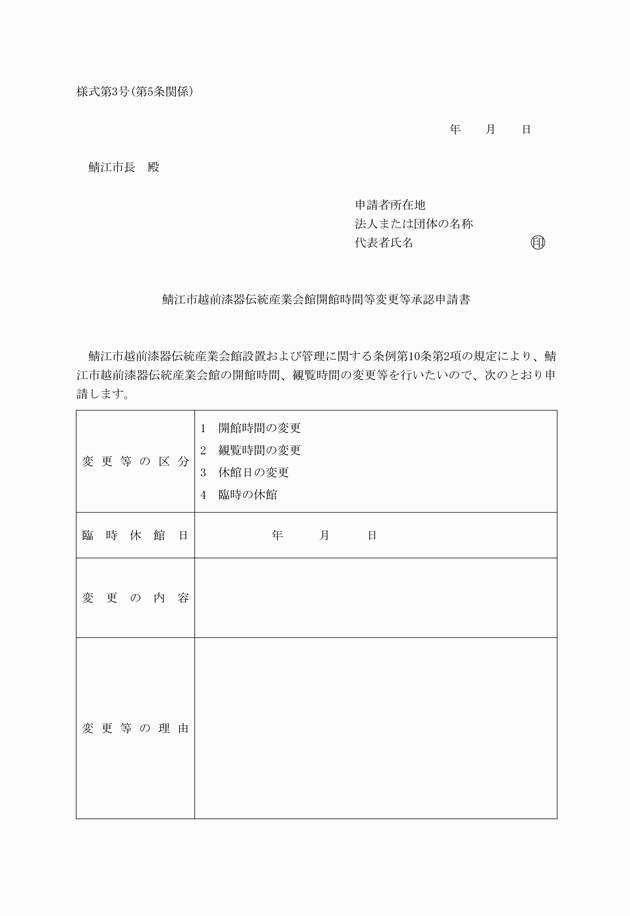 様式第3号(第5条関係)
年　　月　　日
鯖江市長　殿
申請者所在地
法人または団体の名称
代表者氏名　　　　　　　　　　㊞
鯖江市越前漆器伝統産業会館開館時間等変更等承認申請書
鯖江市越前漆器伝統産業会館設置および管理に関する条例第10条第2項の規定により、鯖
江市越前漆器伝統産業会館の開館時間、観覧時間の変更等を行いたいので、次のとおり申
請します。
変更等の区分
1　開館時間の変更
2　観覧時間の変更
3　休館日の変更
4　臨時の休館
臨時休館日　　　　年　　　月　　　日
変更の内容
変更等の理由